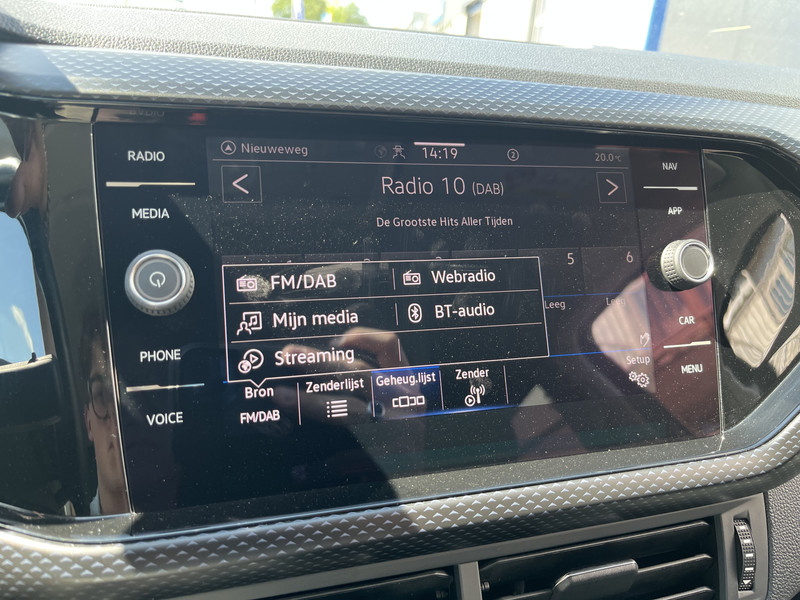 RADIO
MEDIA
PHONE
VOICE
Nieuweweg
14:19
2
20.0°C
Radio 10 (DAB)
De Grootste Hits Aller Tijden
5 6
Leeg
FM/DAB Webradio
Mijn media BT-audio
Streaming
Bron Zenderlijst Geheug.lijst Zender
FM/DAB
Setup
NAV
APP
CAR
MENU